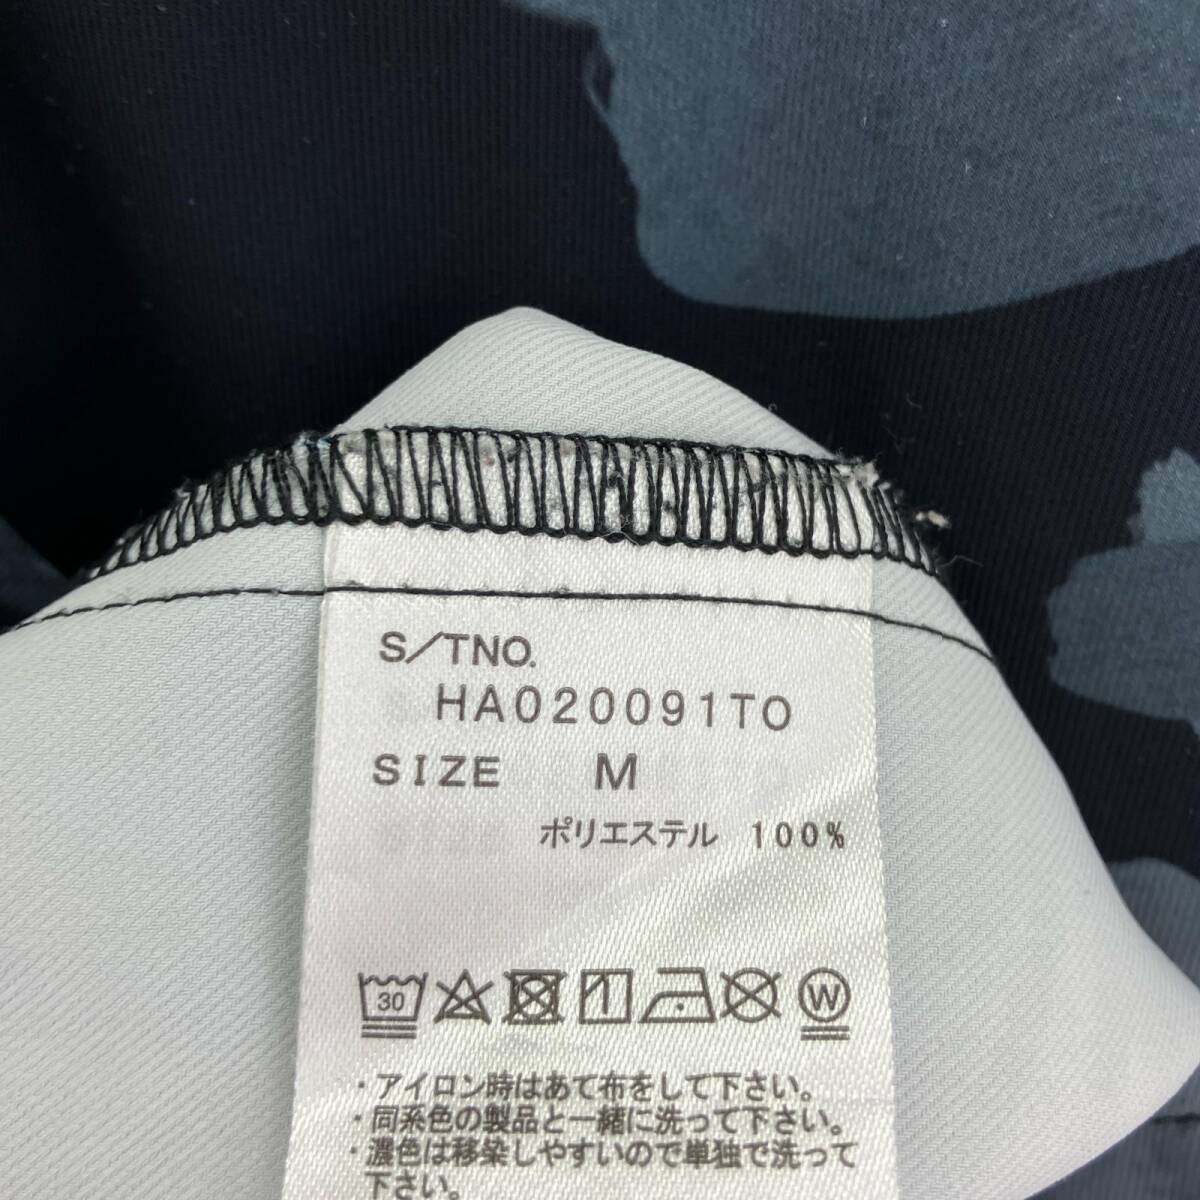 S/TNO.
HA020091TO
SIZE M
ポリエステル 100%
30
W
・アイロン時はあて布をして下さい。
・同系色の製品と一緒に洗って下さい。
・濃色は移染しやすいので単独で洗って
下さい。